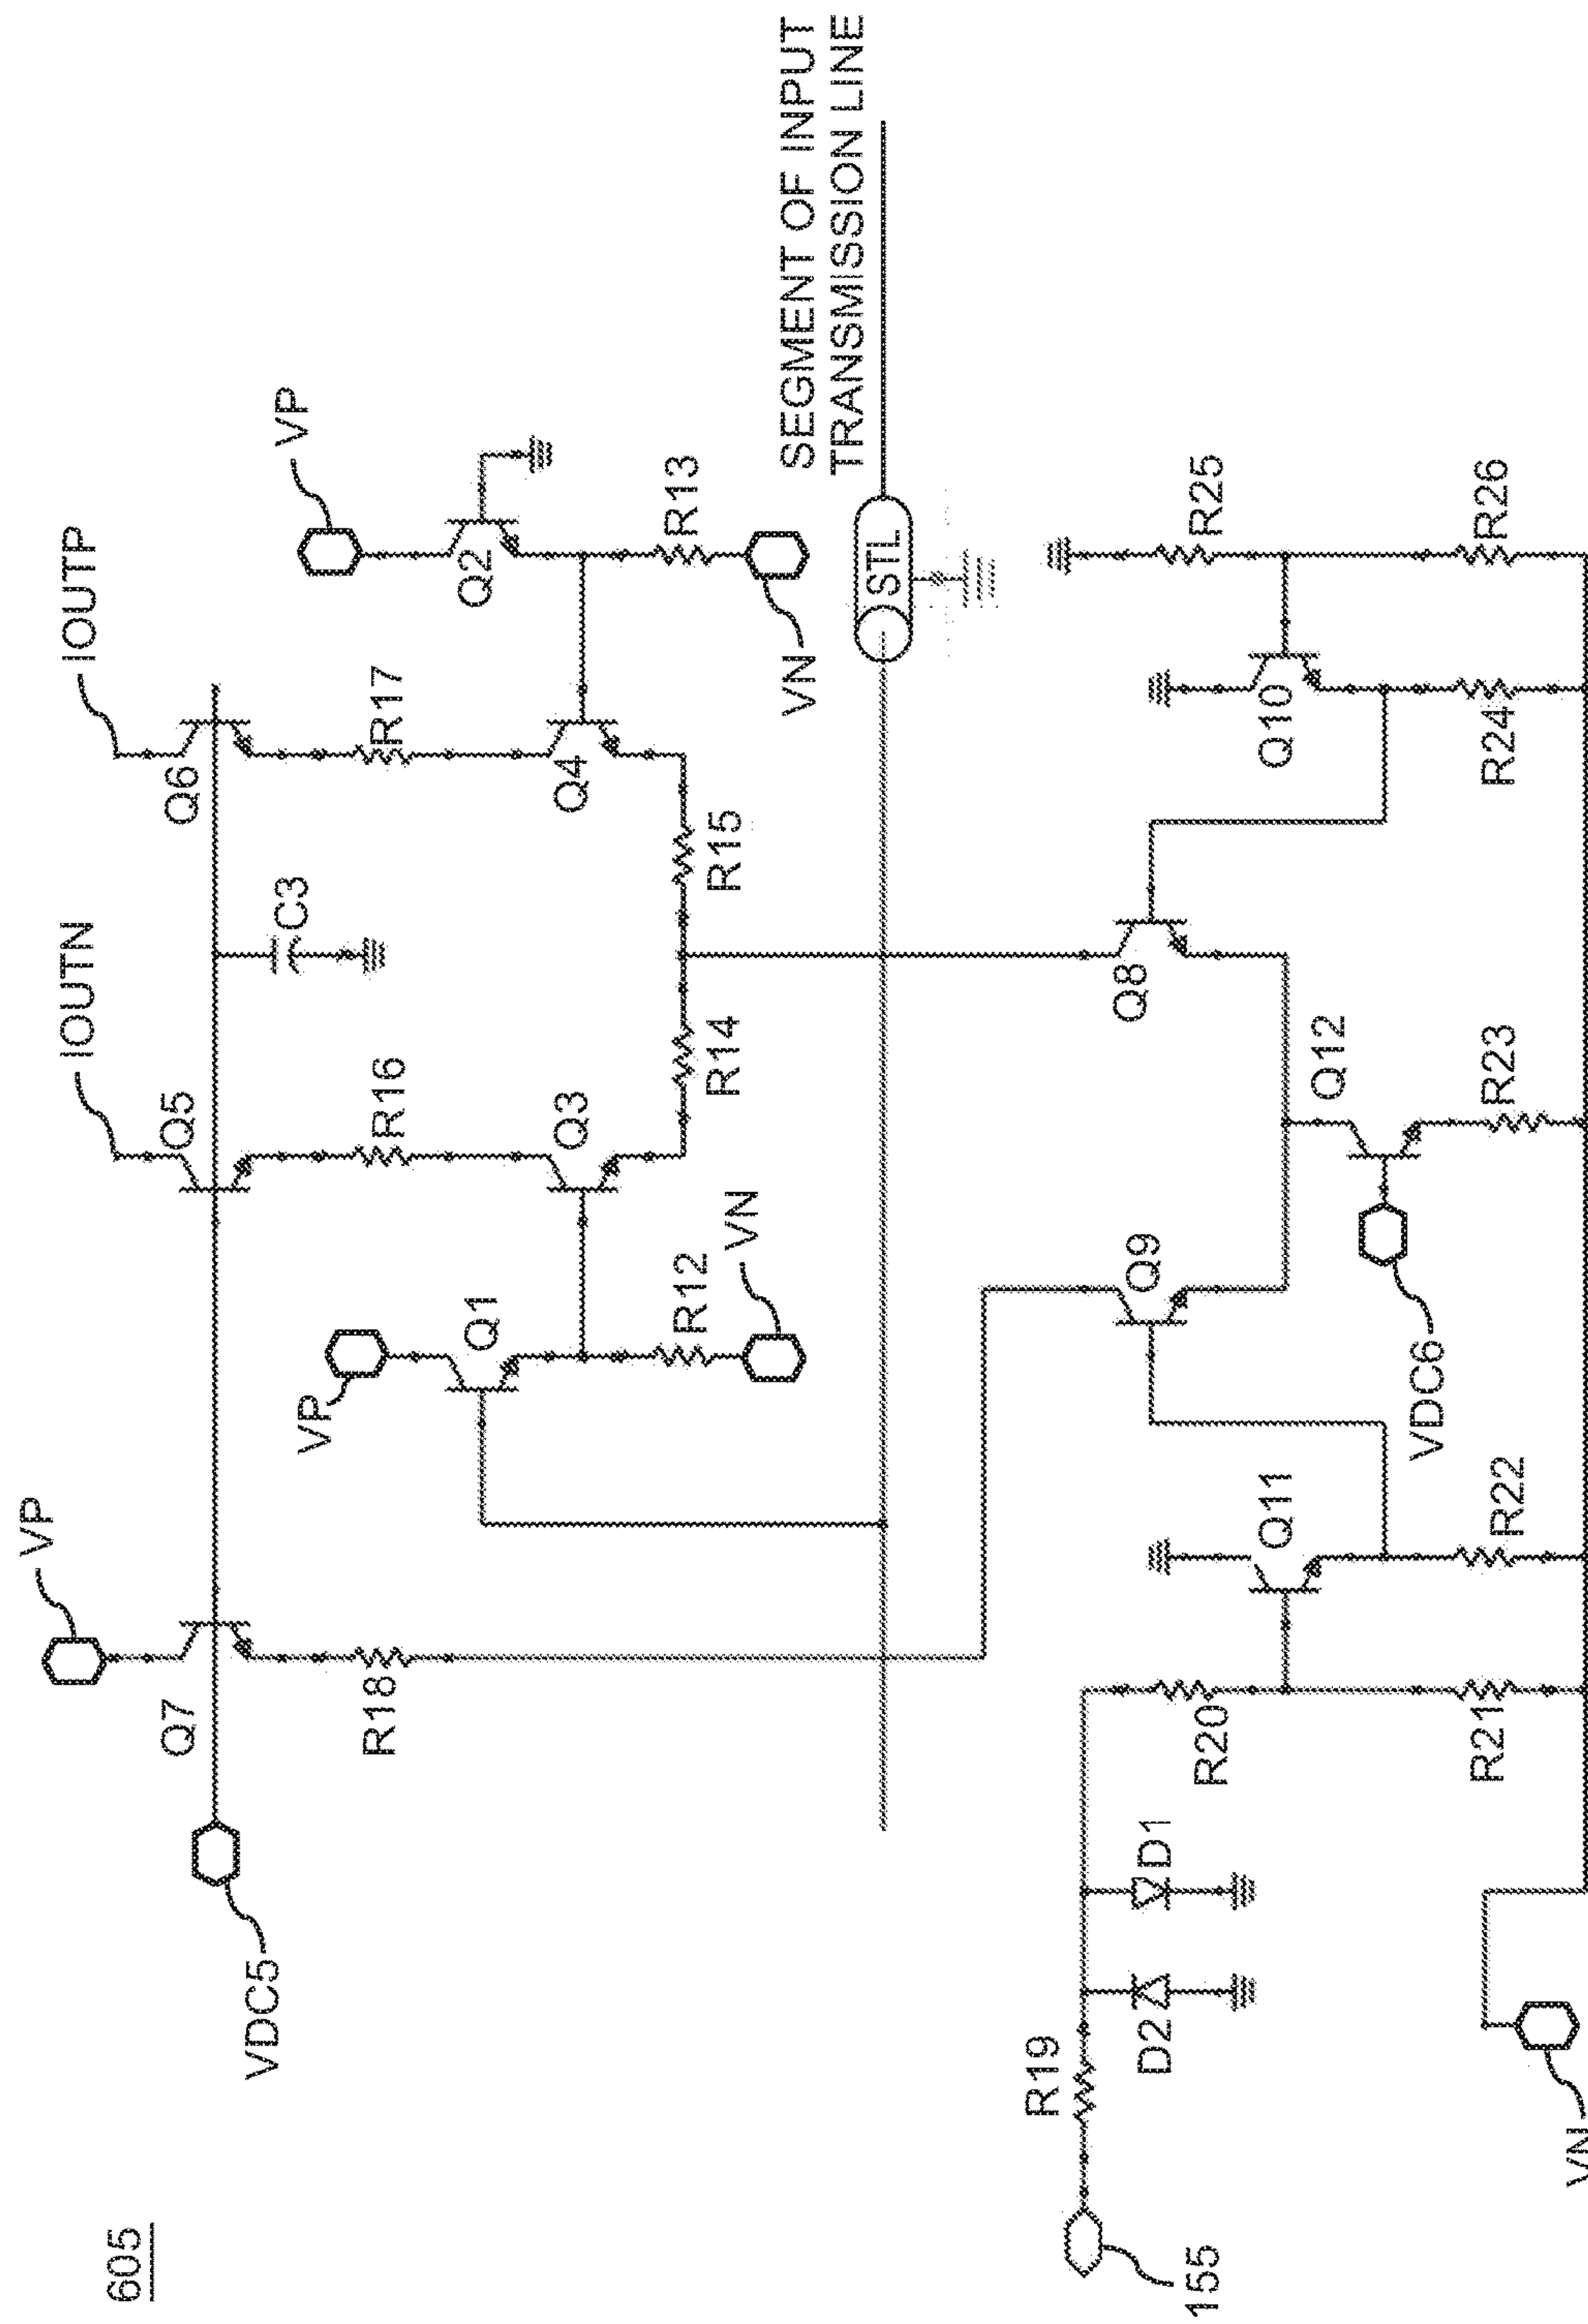 605
VP
IOUTN
IOUTP
VP
Q7
Q5
Q6
VDC5
C3
R18
R16
R17
VP
Q1
Q3
Q4
Q2
R12
VN
R13
VN
R14
R15
SEGMENT OF INPUT
TRANSMISSION LINE
STL
155
R19
D2
D1
Q9
Q8
R20
Q11
Q12
Q10
R25
VDC6
R21
R22
R23
R24
R26
VN